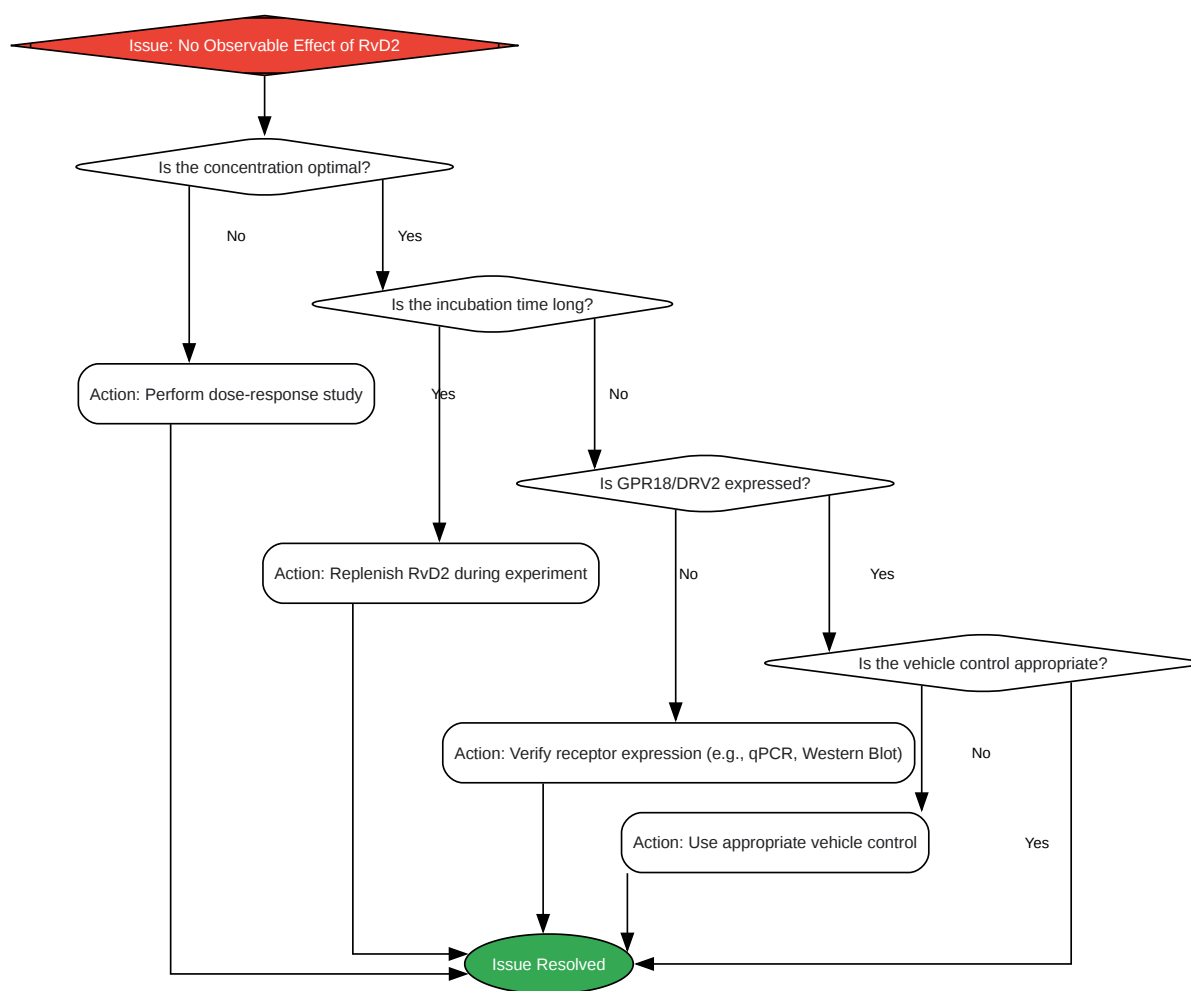 Issue: No Observable Effect of RvD2
Is the concentration optimal?
No
Yes
Is the incubation time long?
Action: Perform dose-response study
Yes
No
Is GPR18/DRV2 expressed?
Action: Replenish RvD2 during experiment
No
Yes
Is the vehicle control appropriate?
Action: Verify receptor expression (e.g., qPCR, Western Blot)
No
Action: Use appropriate vehicle control
Yes
Issue Resolved